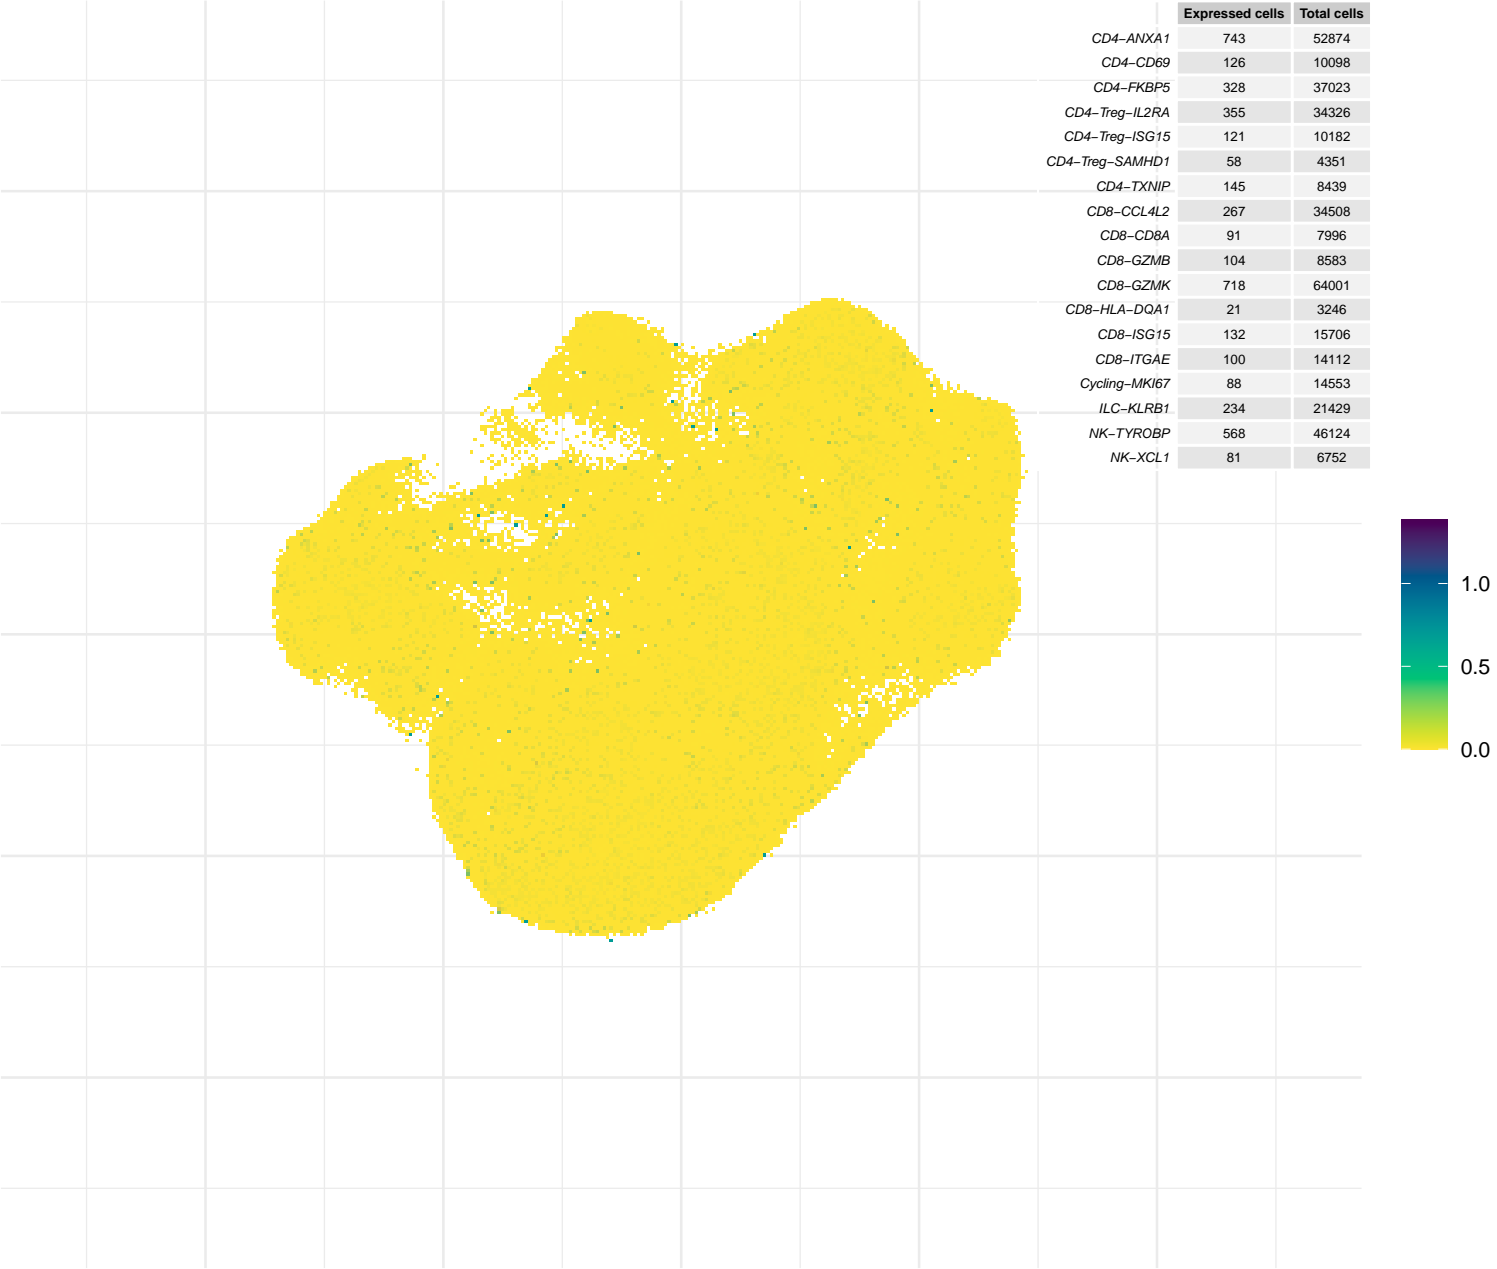 Expressed cells Total cells
CD4−ANXA1 743 52874
CD4−CD69 126 10098
CD4−FKBP5 328 37023
CD4−Treg−IL2RA 355 34326
CD4−Treg−ISG15 121 10182
CD4−Treg−SAMHD1 58 4351
CD4−TXNIP 145 8439
CD8−CCL4L2 267 34508
CD8−CD8A 91 7996
CD8−GZMB 104 8583
CD8−GZMK 718 64001
CD8−HLA−DQA1 21 3246
CD8−ISG15 132 15706
CD8−ITGAE 100 14112
Cycling−MKI67 88 14553
ILC−KLRB1 234 21429
NK−TYROBP 568 46124
NK−XCL1 81 6752
1.0
0.5
0.0